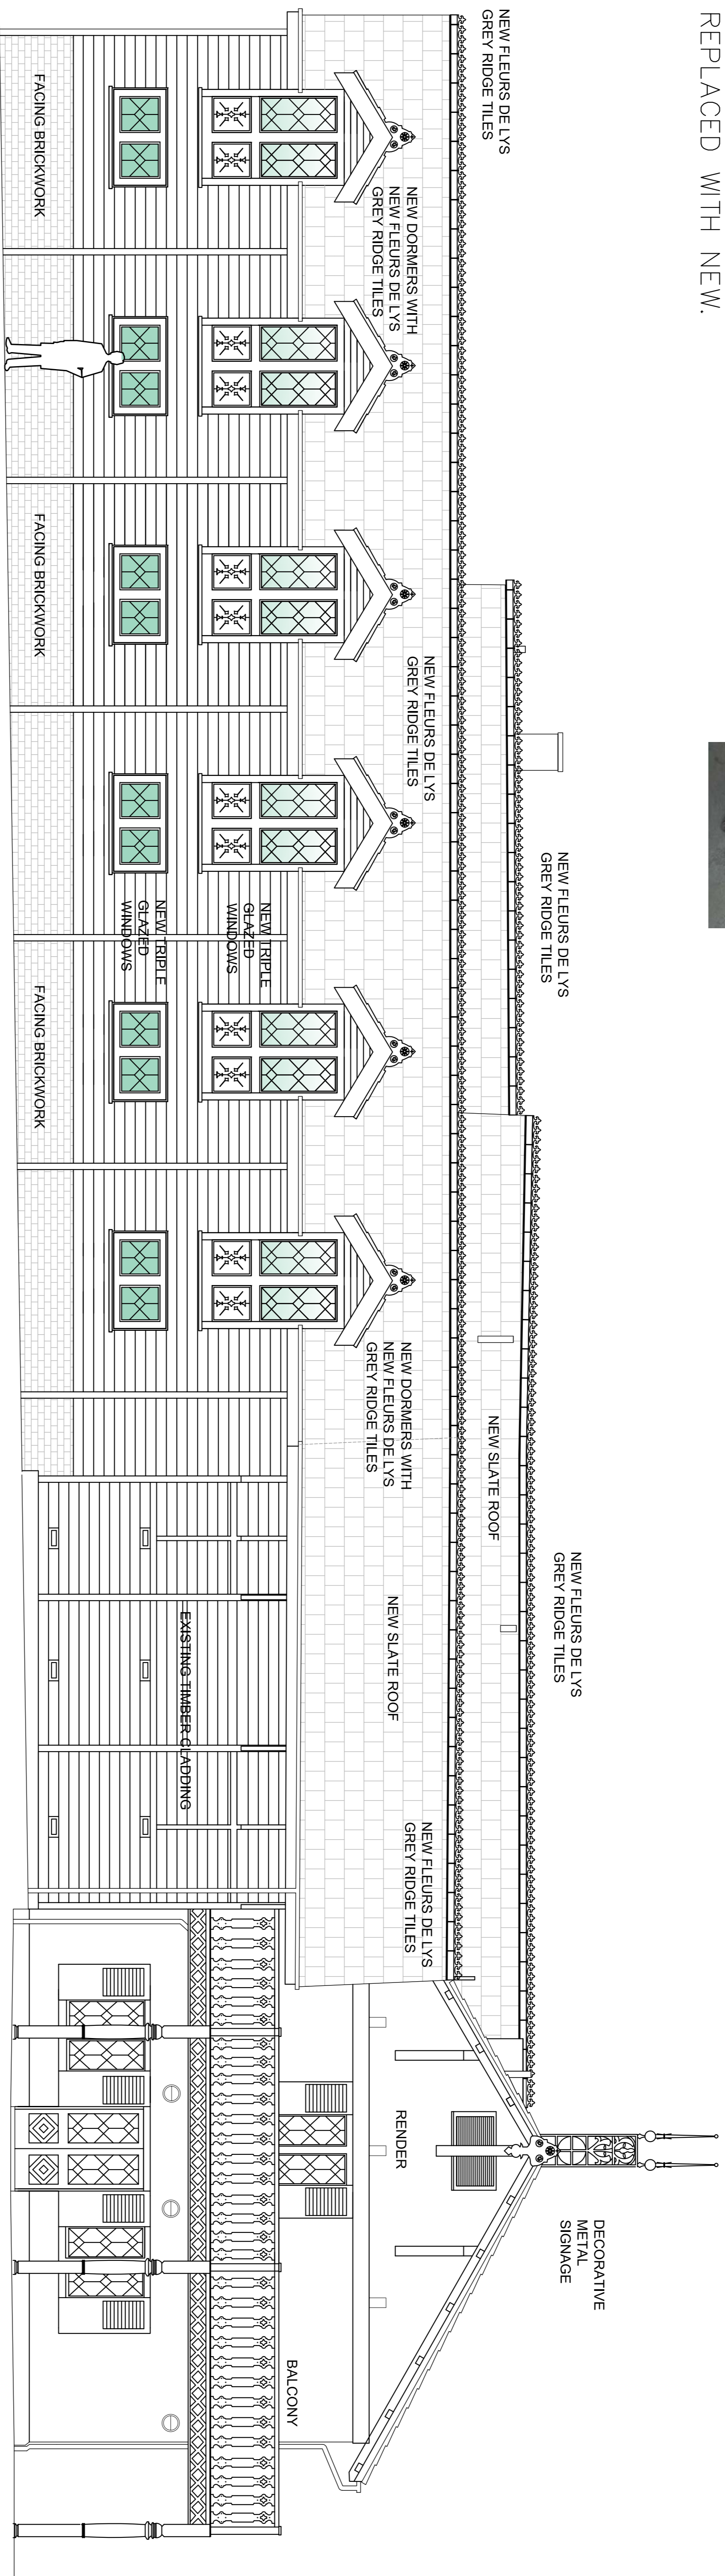 REPLACED WITH NEW.
NEW FLEURS DE LYS
GREY RIDGE TILES
NEW DORMERS WITH
NEW FLEURS DE LYS
GREY RIDGE TILES
FACING BRICKWORK
FACING BRICKWORK
NEW FLEURS DE LYS
GREY RIDGE TILES
NEW FLEURS DE LYS
GREY RIDGE TILES
NEW TRIPLE
GLAZED
WINDOWS
NEW TRIPLE
GLAZED
WINDOWS
FACING BRICKWORK
NEW DORMERS WITH
NEW FLEURS DE LYS
GREY RIDGE TILES
NEW SLATE ROOF
NEW FLEURS DE LYS
GREY RIDGE TILES
NEW SLATE ROOF
EXISTING TIMBER CLADDING
NEW FLEURS DE LYS
GREY RIDGE TILES
RENDER
DECORATIVE
METAL
SIGNAGE
BALCONY